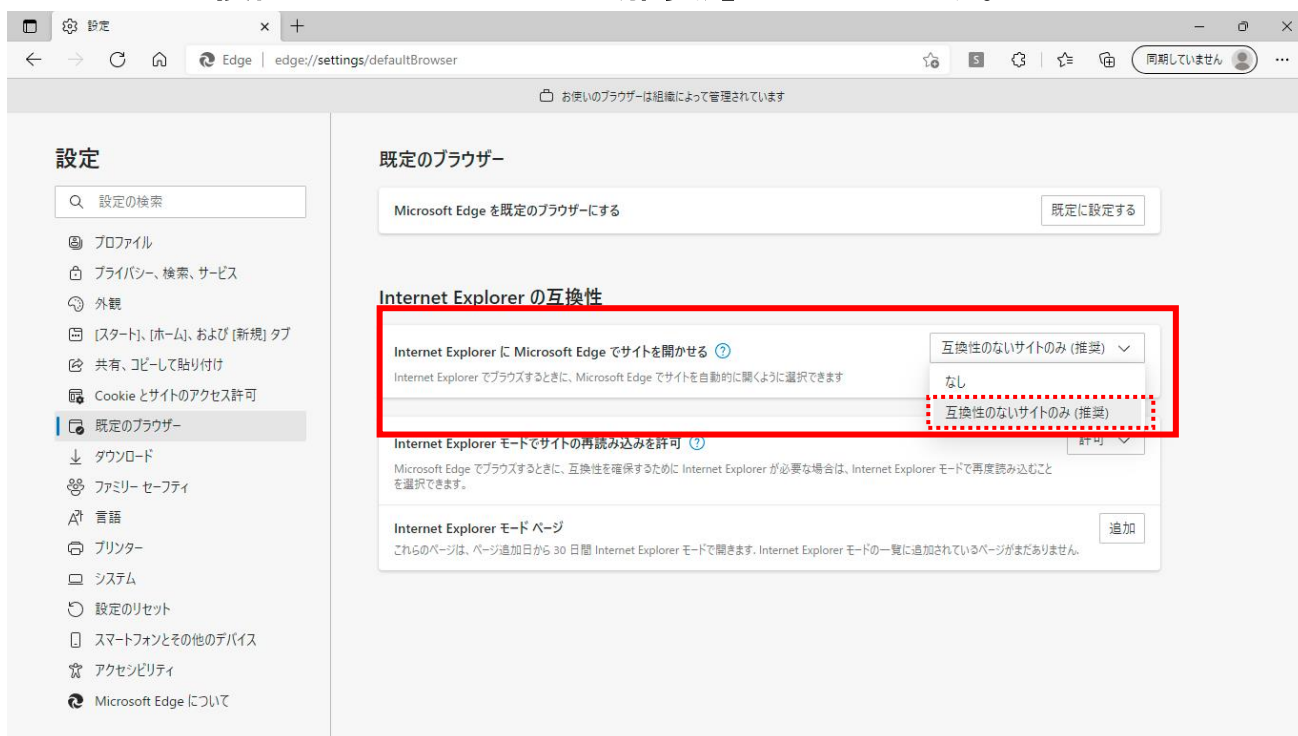 設定
Edge | edge://settings/defaultBrowser
S
同期していません
お使いのブラウザーは組織によって管理されています
設定
設定の検索
プロファイル
プライバシー、検索、サービス
外観
[スタート]、[ホーム]、および [新規] タブ
共有、コピーして貼り付け
Cookie とサイトのアクセス許可
既定のブラウザー
ダウンロード
ファミリー セーフティ
言語
プリンター
システム
設定のリセット
スマートフォンとその他のデバイス
アクセシビリティ
Microsoft Edge について
既定のブラウザー
Microsoft Edge を既定のブラウザーにする
既定に設定する
Internet Explorer の互換性
Internet Explorer に Microsoft Edge でサイトを開かせる
互換性のないサイトのみ (推奨)
Internet Explorer でブラウズするときに、Microsoft Edge でサイトを自動的に開くように選択できます
なし
互換性のないサイトのみ (推奨)
Internet Explorer モードでサイトの再読み込みを許可
許可
Microsoft Edge でブラウズするときに、互換性を確保するために Internet Explorer が必要な場合は、Internet Explorer モードで再度読み込むこと
を選択できます。
Internet Explorer モード ページ
追加
これらのページは、ページ追加日から 30 日間 Internet Explorer モードで開きます. Internet Explorer モードの一覧に追加されているページがまだありません.